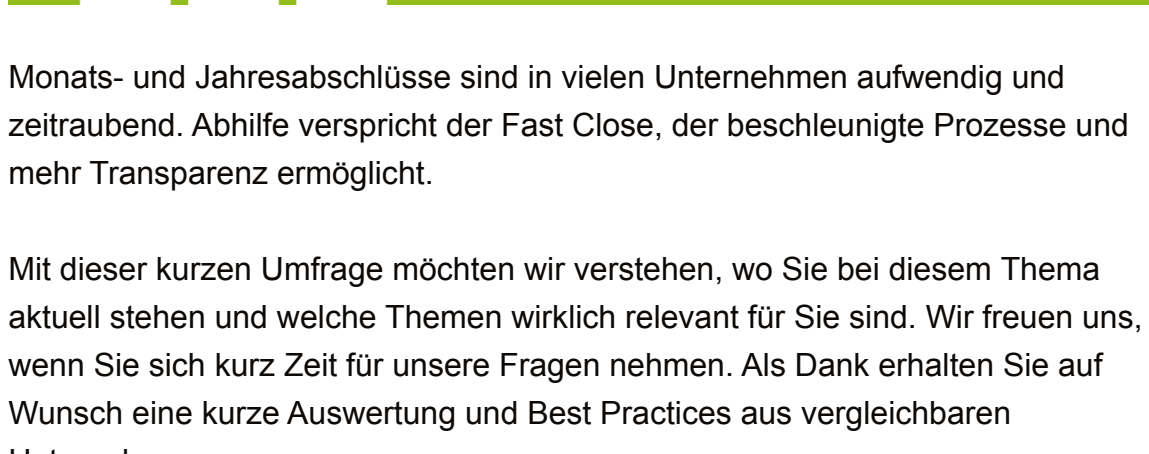 Monats- und Jahresabschlüsse sind in vielen Unternehmen aufwendig und
zeitraubend. Abhilfe verspricht der Fast Close, der beschleunigte Prozesse und
mehr Transparenz ermöglicht.
Mit dieser kurzen Umfrage möchten wir verstehen, wo Sie bei diesem Thema
aktuell stehen und welche Themen wirklich relevant für Sie sind. Wir freuen uns,
wenn Sie sich kurz Zeit für unsere Fragen nehmen. Als Dank erhalten Sie auf
Wunsch eine kurze Auswertung und Best Practices aus vergleichbaren